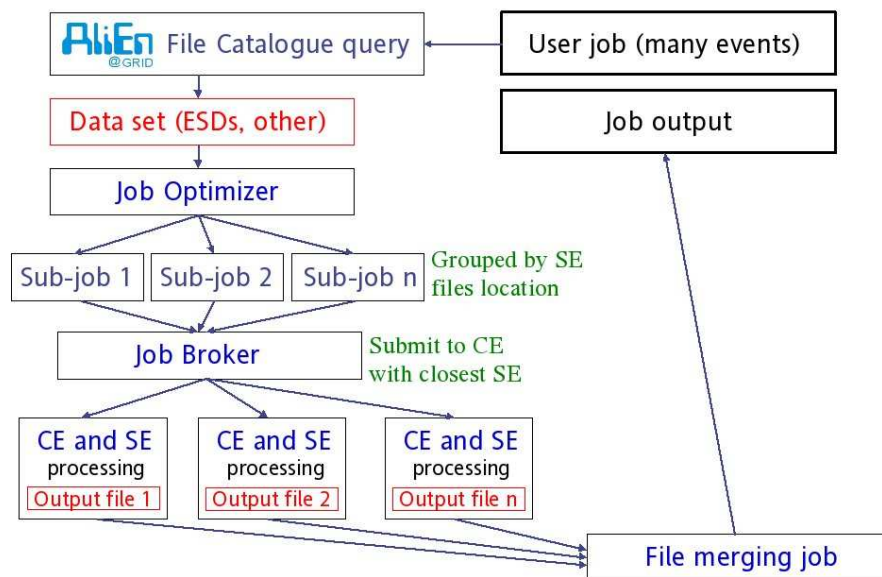 AliEn
@GRID
File Catalogue query
User job (many events)
Data set (ESDs, other)
Job output
Job Optimizer
Sub-job 1
Sub-job 2
Sub-job n
Grouped by SE
files location
Job Broker
Submit to CE
with closest SE
CE and SE
processing
Output file 1
CE and SE
processing
Output file 2
CE and SE
processing
Output file n
File merging job